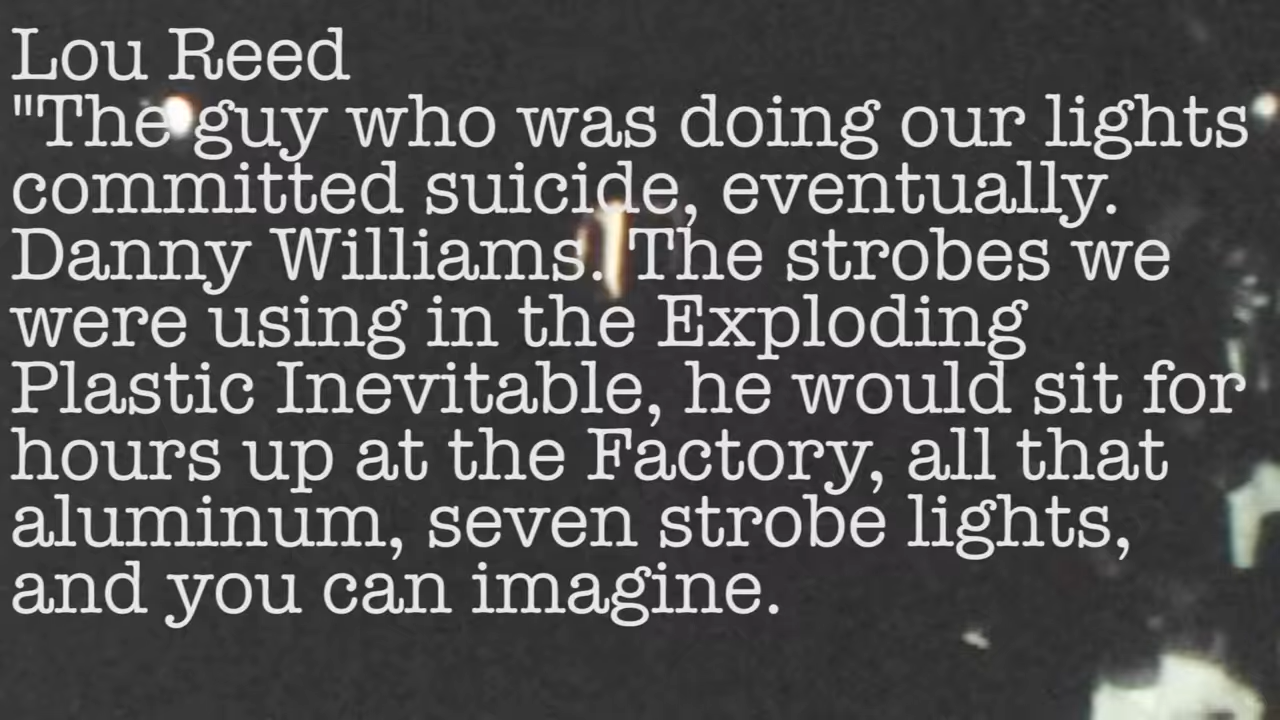 Lou Reed
"The guy who was doing our lights
committed suicide, eventually.
Danny Williams. The strobes we
were using in the Exploding
Plastic Inevitable, he would sit for
hours up at the Factory, all that
aluminum, seven strobe lights,
and you can imagine.